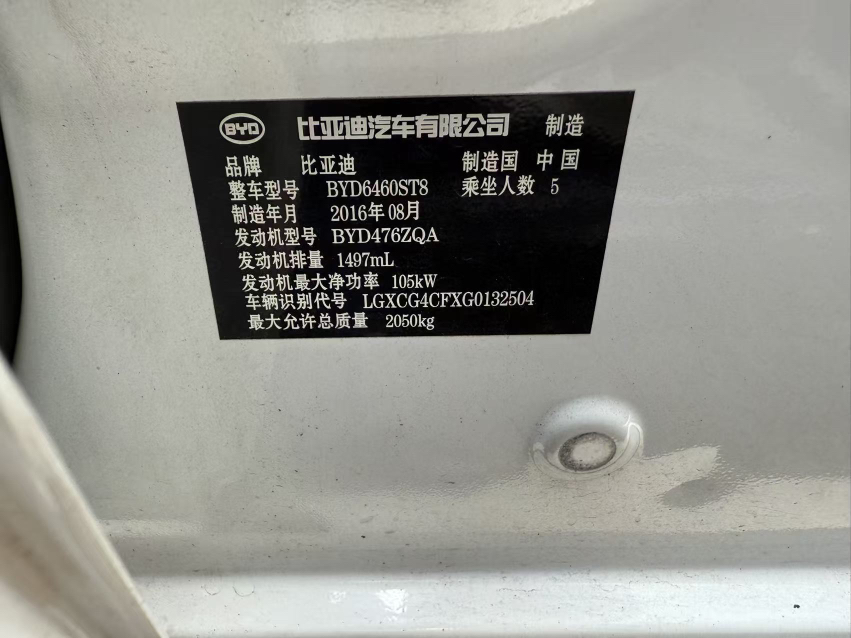 BYD 比亚迪汽车有限公司 制造
品牌 比亚迪 制造国 中国
整车型号 BYD6460ST8 乘坐人数 5
制造年月 2016年08月
发动机型号 BYD476ZQA
发动机排量 1497mL
发动机最大净功率 105kW
车辆识别代号 LGXCG4CFXG0132504
最大允许总质量 2050kg